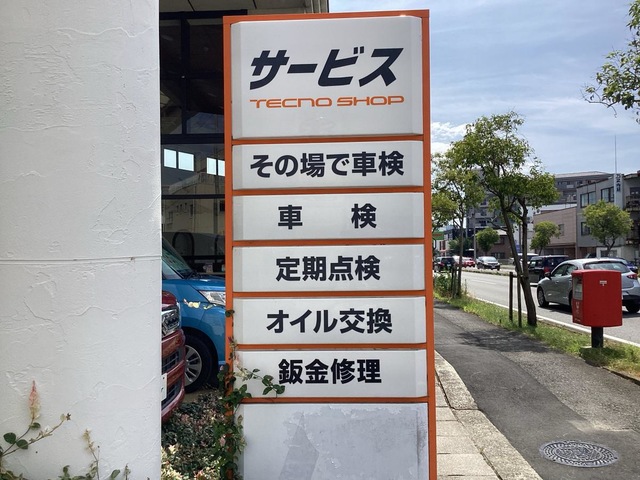 サービス
TECNO SHOP
その場で車検
車 検
定期点検
オイル交換
鈑金修理